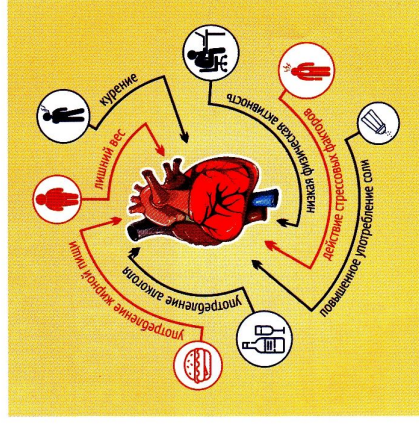 курение
лишний вес
употребление жирной пищи
употребление алкоголя
повышенное употребление соли
действие стрессовых факторов
низкая физическая активность